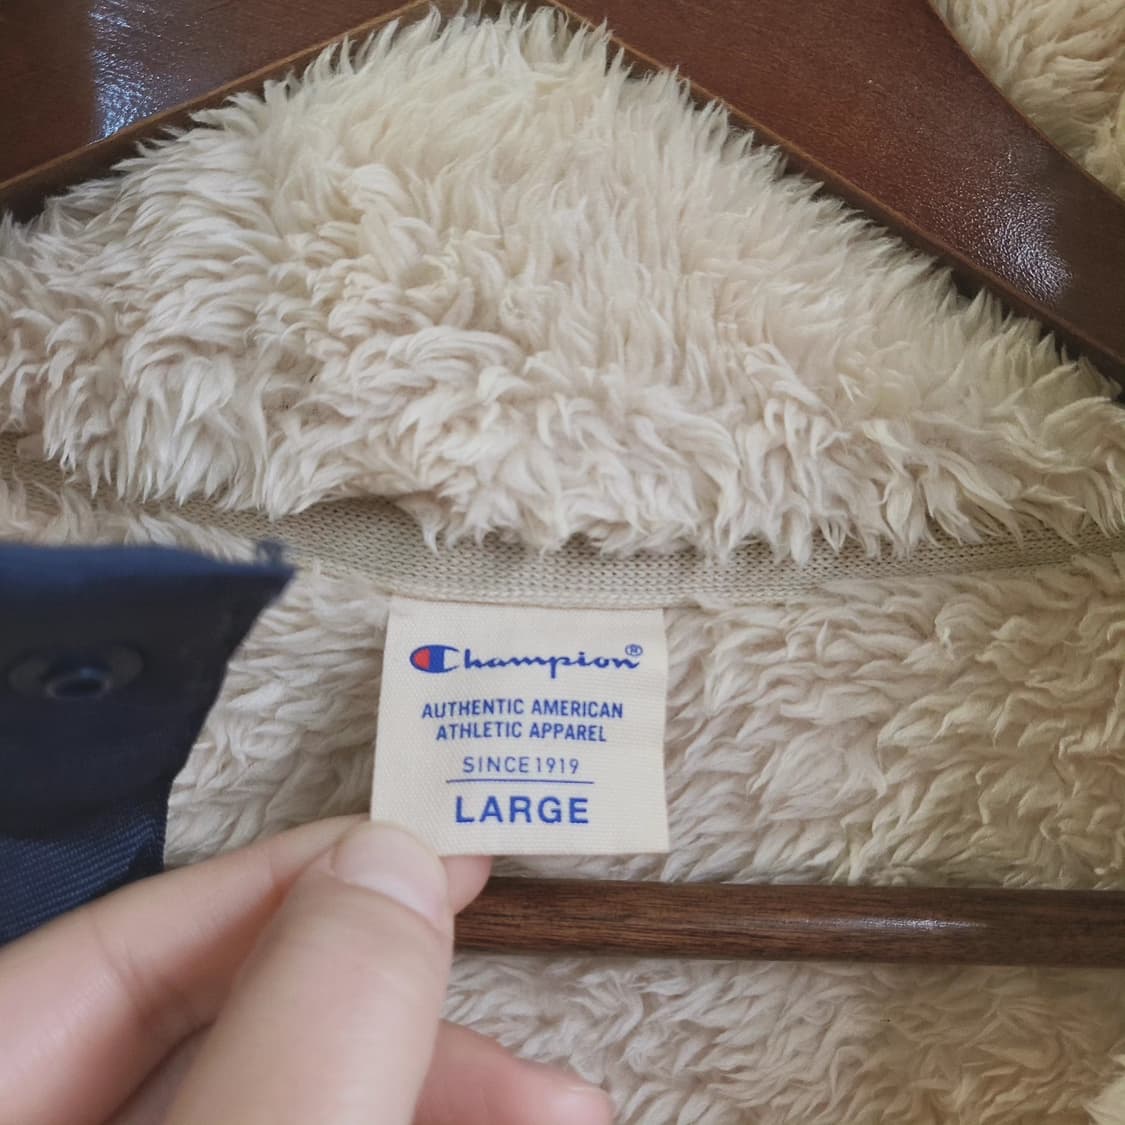 Champion®
AUTHENTIC AMERICAN
ATHLETIC APPAREL
SINCE 1919
LARGE